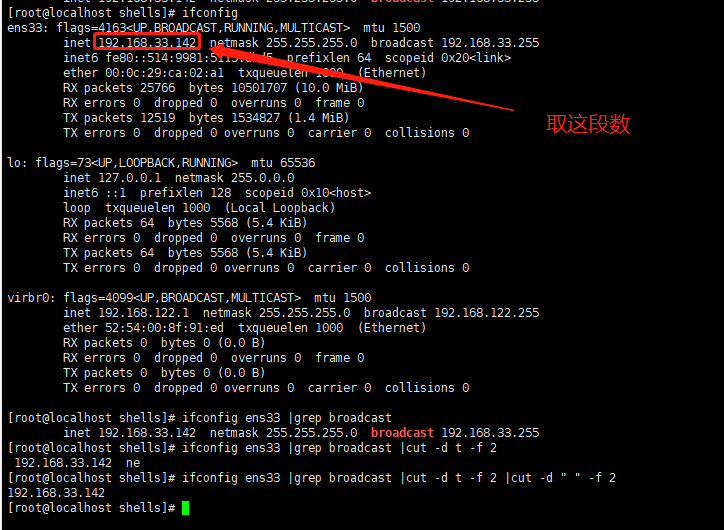 [root@localhost shells]# ifconfig
ens33: flags=4163<UP,BROADCAST,RUNNING,MULTICAST>  mtu 1500
        inet 192.168.33.142  netmask 255.255.255.0  broadcast 192.168.33.255
        inet6 prefixlen 64  scopeid 0x20<link>
        ether 00:0c:29:ca:02:a1  txqueuelen 1000  (Ethernet)
        RX packets 25766  bytes 10501707 (10.0 MiB)
        RX errors 0  dropped 0  overruns 0  frame 0
        TX packets 12519  bytes 1534827 (1.4 MiB)
        TX errors 0  dropped 0 overruns 0  carrier 0  collisions 0
取这段数
lo: flags=73<UP,LOOPBACK,RUNNING>  mtu 65536
        inet 127.0.0.1  netmask 255.0.0.0
        inet6 ::1  prefixlen 128  scopeid 0x10<host>
        loop  txqueuelen 1000  (Local Loopback)
        RX packets 64  bytes 5568 (5.4 KiB)
        RX errors 0  dropped 0  overruns 0  frame 0
        TX packets 64  bytes 5568 (5.4 KiB)
        TX errors 0  dropped 0 overruns 0  carrier 0  collisions 0
virbr0: flags=4099<UP,BROADCAST,MULTICAST>  mtu 1500
        inet 192.168.122.1  netmask 255.255.255.0  broadcast 192.168.122.255
        ether 52:54:00:8f:91:ed  txqueuelen 1000  (Ethernet)
        RX packets 0  bytes 0 (0.0 B)
        RX errors 0  dropped 0  overruns 0  frame 0
        TX packets 0  bytes 0 (0.0 B)
        TX errors 0  dropped 0 overruns 0  carrier 0  collisions 0
[root@localhost shells]# ifconfig ens33 |grep broadcast
        inet 192.168.33.142  netmask 255.255.255.0  broadcast 192.168.33.255
[root@localhost shells]# ifconfig ens33 |grep broadcast |cut -d t -f 2
 192.168.33.142  ne
[root@localhost shells]# ifconfig ens33 |grep broadcast |cut -d t -f 2 |cut -d " " -f 2
192.168.33.142
[root@localhost shells]#